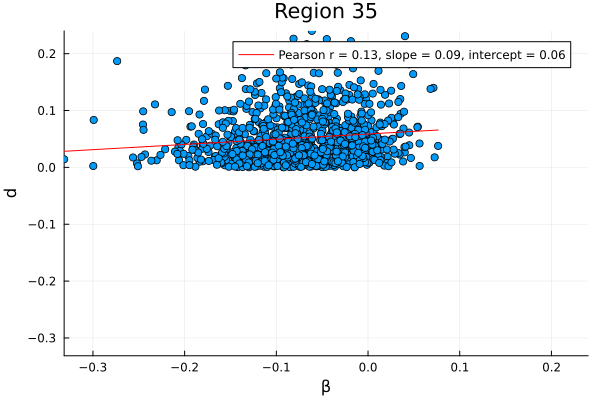 Region 35
Pearson r = 0.13, slope = 0.09, intercept = 0.06
0.2
0.1
0.0
−0.1
−0.2
−0.3
d
−0.3 −0.2 −0.1 0.0 0.1 0.2
β